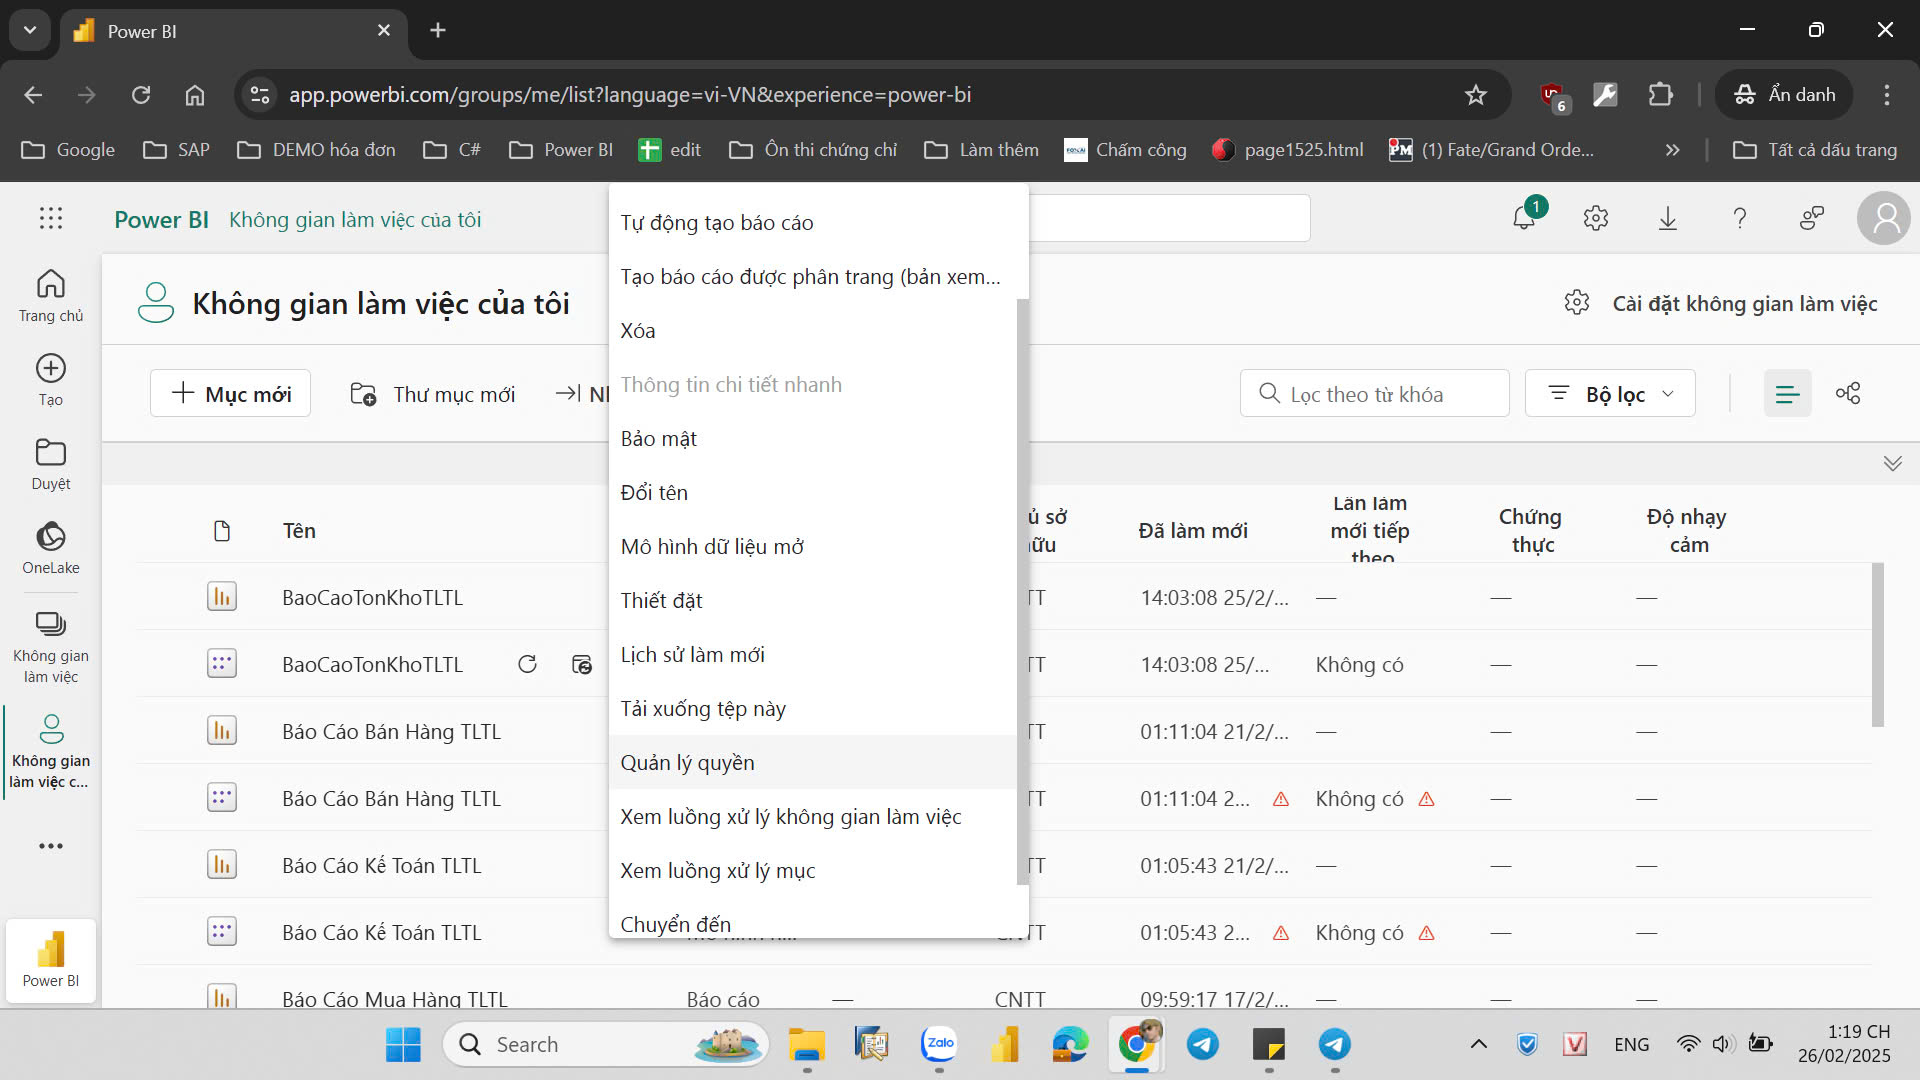 Power BI
app.powerbi.com/groups/me/list?language=vi-VN&experience=power-bi
6
Ẩn danh
Google
SAP
DEMO hóa đơn
C#
Power BI
edit
Ôn thi chứng chỉ
Làm thêm
Chấm công
page1525.html
(1) Fate/Grand Orde...
Tất cả dấu trang
Power BI
Không gian làm việc của tôi
1
Trang chủ
Tạo
Duyệt
OneLake
Không gian
làm việc
Không gian
làm việc c...
Power BI
Không gian làm việc của tôi
Cài đặt không gian làm việc
Mục mới
Thư mục mới
Lọc theo từ khóa
Bộ lọc
Tự động tạo báo cáo
Tạo báo cáo được phân trang (bản xem...
Xóa
Thông tin chi tiết nhanh
Bảo mật
Đổi tên
Mô hình dữ liệu mở
Thiết đặt
Lịch sử làm mới
Tải xuống tệp này
Quản lý quyền
Xem luồng xử lý không gian làm việc
Xem luồng xử lý mục
Chuyển đến
Tên
sở
Đã làm mới
Lần làm
mới tiếp
theo
Chứng
thực
Độ nhạy
cảm
BaoCaoTonKhoTLTL
14:03:08 25/2/...
—
—
—
BaoCaoTonKhoTLTL
14:03:08 25/...
Không có
—
—
Báo Cáo Bán Hàng TLTL
01:11:04 21/2/...
—
—
—
Báo Cáo Bán Hàng TLTL
01:11:04 2...
Không có
—
—
Báo Cáo Kế Toán TLTL
01:05:43 21/2/...
—
—
—
Báo Cáo Kế Toán TLTL
CNTT
01:05:43 2...
Không có
—
—
Báo Cáo Mua Hàng TLTL
Báo cáo
—
CNTT
09:59:17 17/2/...
—
—
—
Search
Zalo
ENG
1:19 CH
26/02/2025